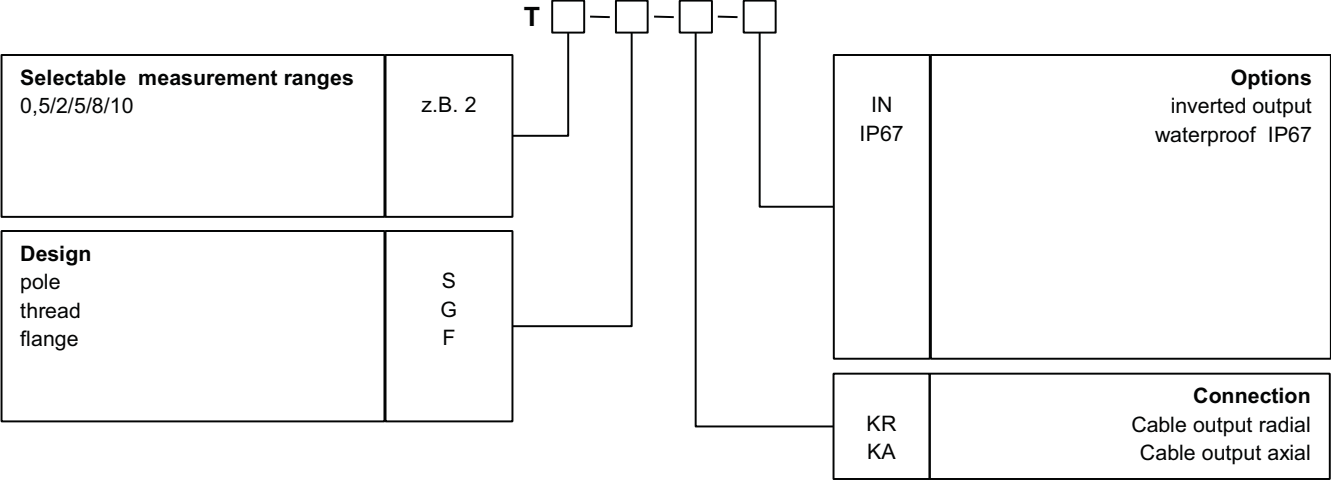 T – – –
Selectable measurement ranges
0,5/2/5/8/10
z.B. 2
Design
pole
S
thread
G
flange
F
Options
IN
inverted output
IP67
waterproof IP67
Connection
KR
Cable output radial
KA
Cable output axial